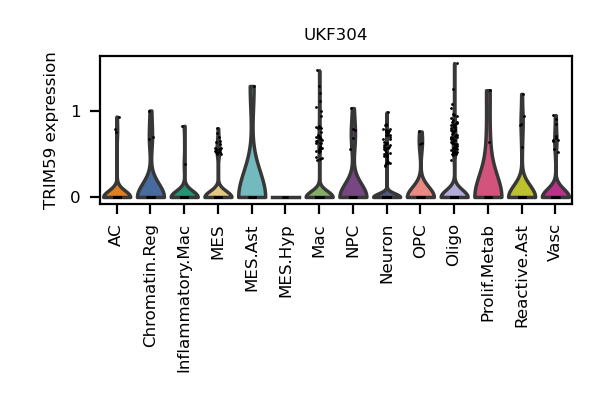 UKF304
TRIM59 expression
1
0
AC
Chromatin.Reg
Inflammatory.Mac
MES
MES.Ast
MES.Hyp
Mac
NPC
Neuron
OPC
Oligo
Prolif.Metab
Reactive.Ast
Vasc